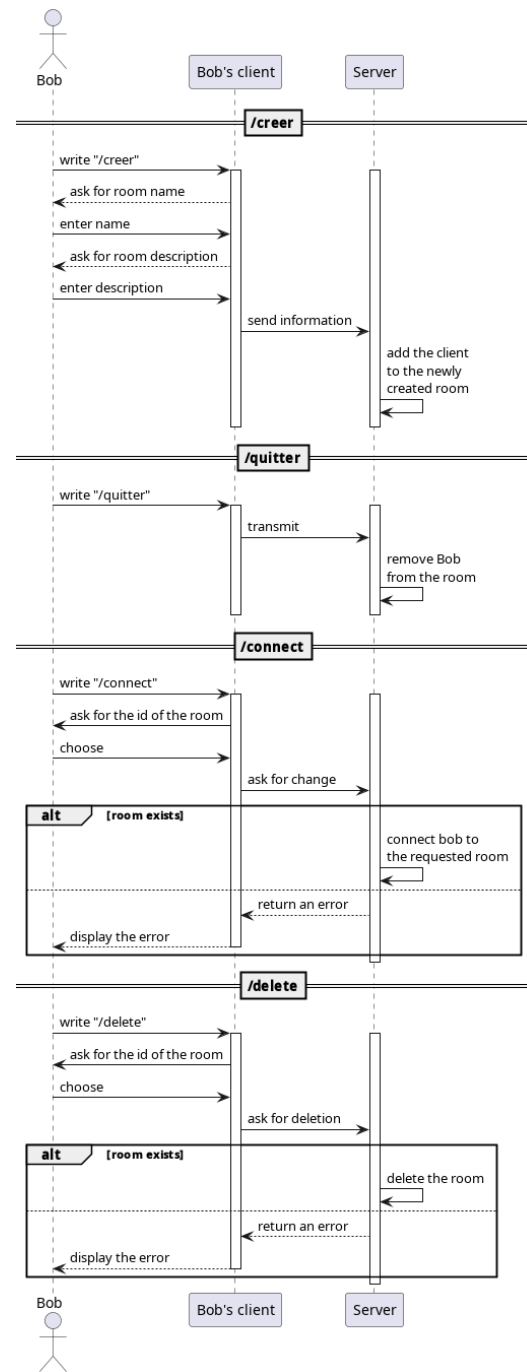 Bob
Bob's client
Server
/creer
write "/creer"
ask for room name
enter name
ask for room description
enter description
send information
add the client
to the newly
created room
/quitter
write "/quitter"
transmit
remove Bob
from the room
/connect
write "/connect"
ask for the id of the room
choose
ask for change
alt
[room exists]
connect bob to
the requested room
return an error
display the error
/delete
write "/delete"
ask for the id of the room
choose
ask for deletion
alt
[room exists]
delete the room
return an error
display the error
Bob
Bob's client
Server